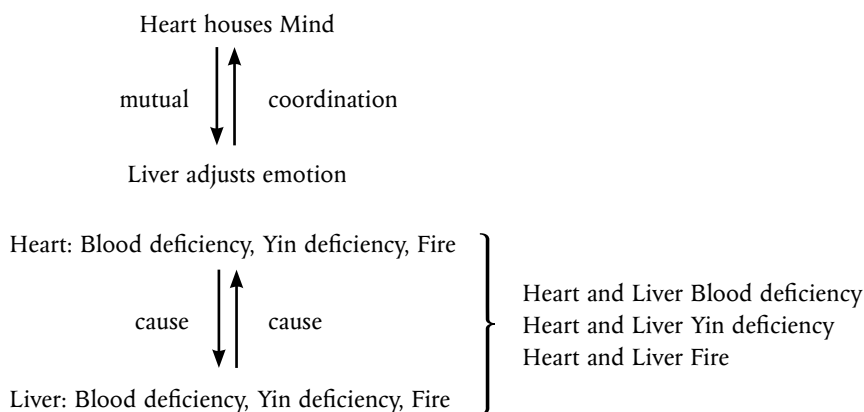 Heart houses Mind
mutual coordination
Liver adjusts emotion
Heart: Blood deficiency, Yin deficiency, Fire
cause cause
Liver: Blood deficiency, Yin deficiency, Fire
Heart and Liver Blood deficiency
Heart and Liver Yin deficiency
Heart and Liver Fire